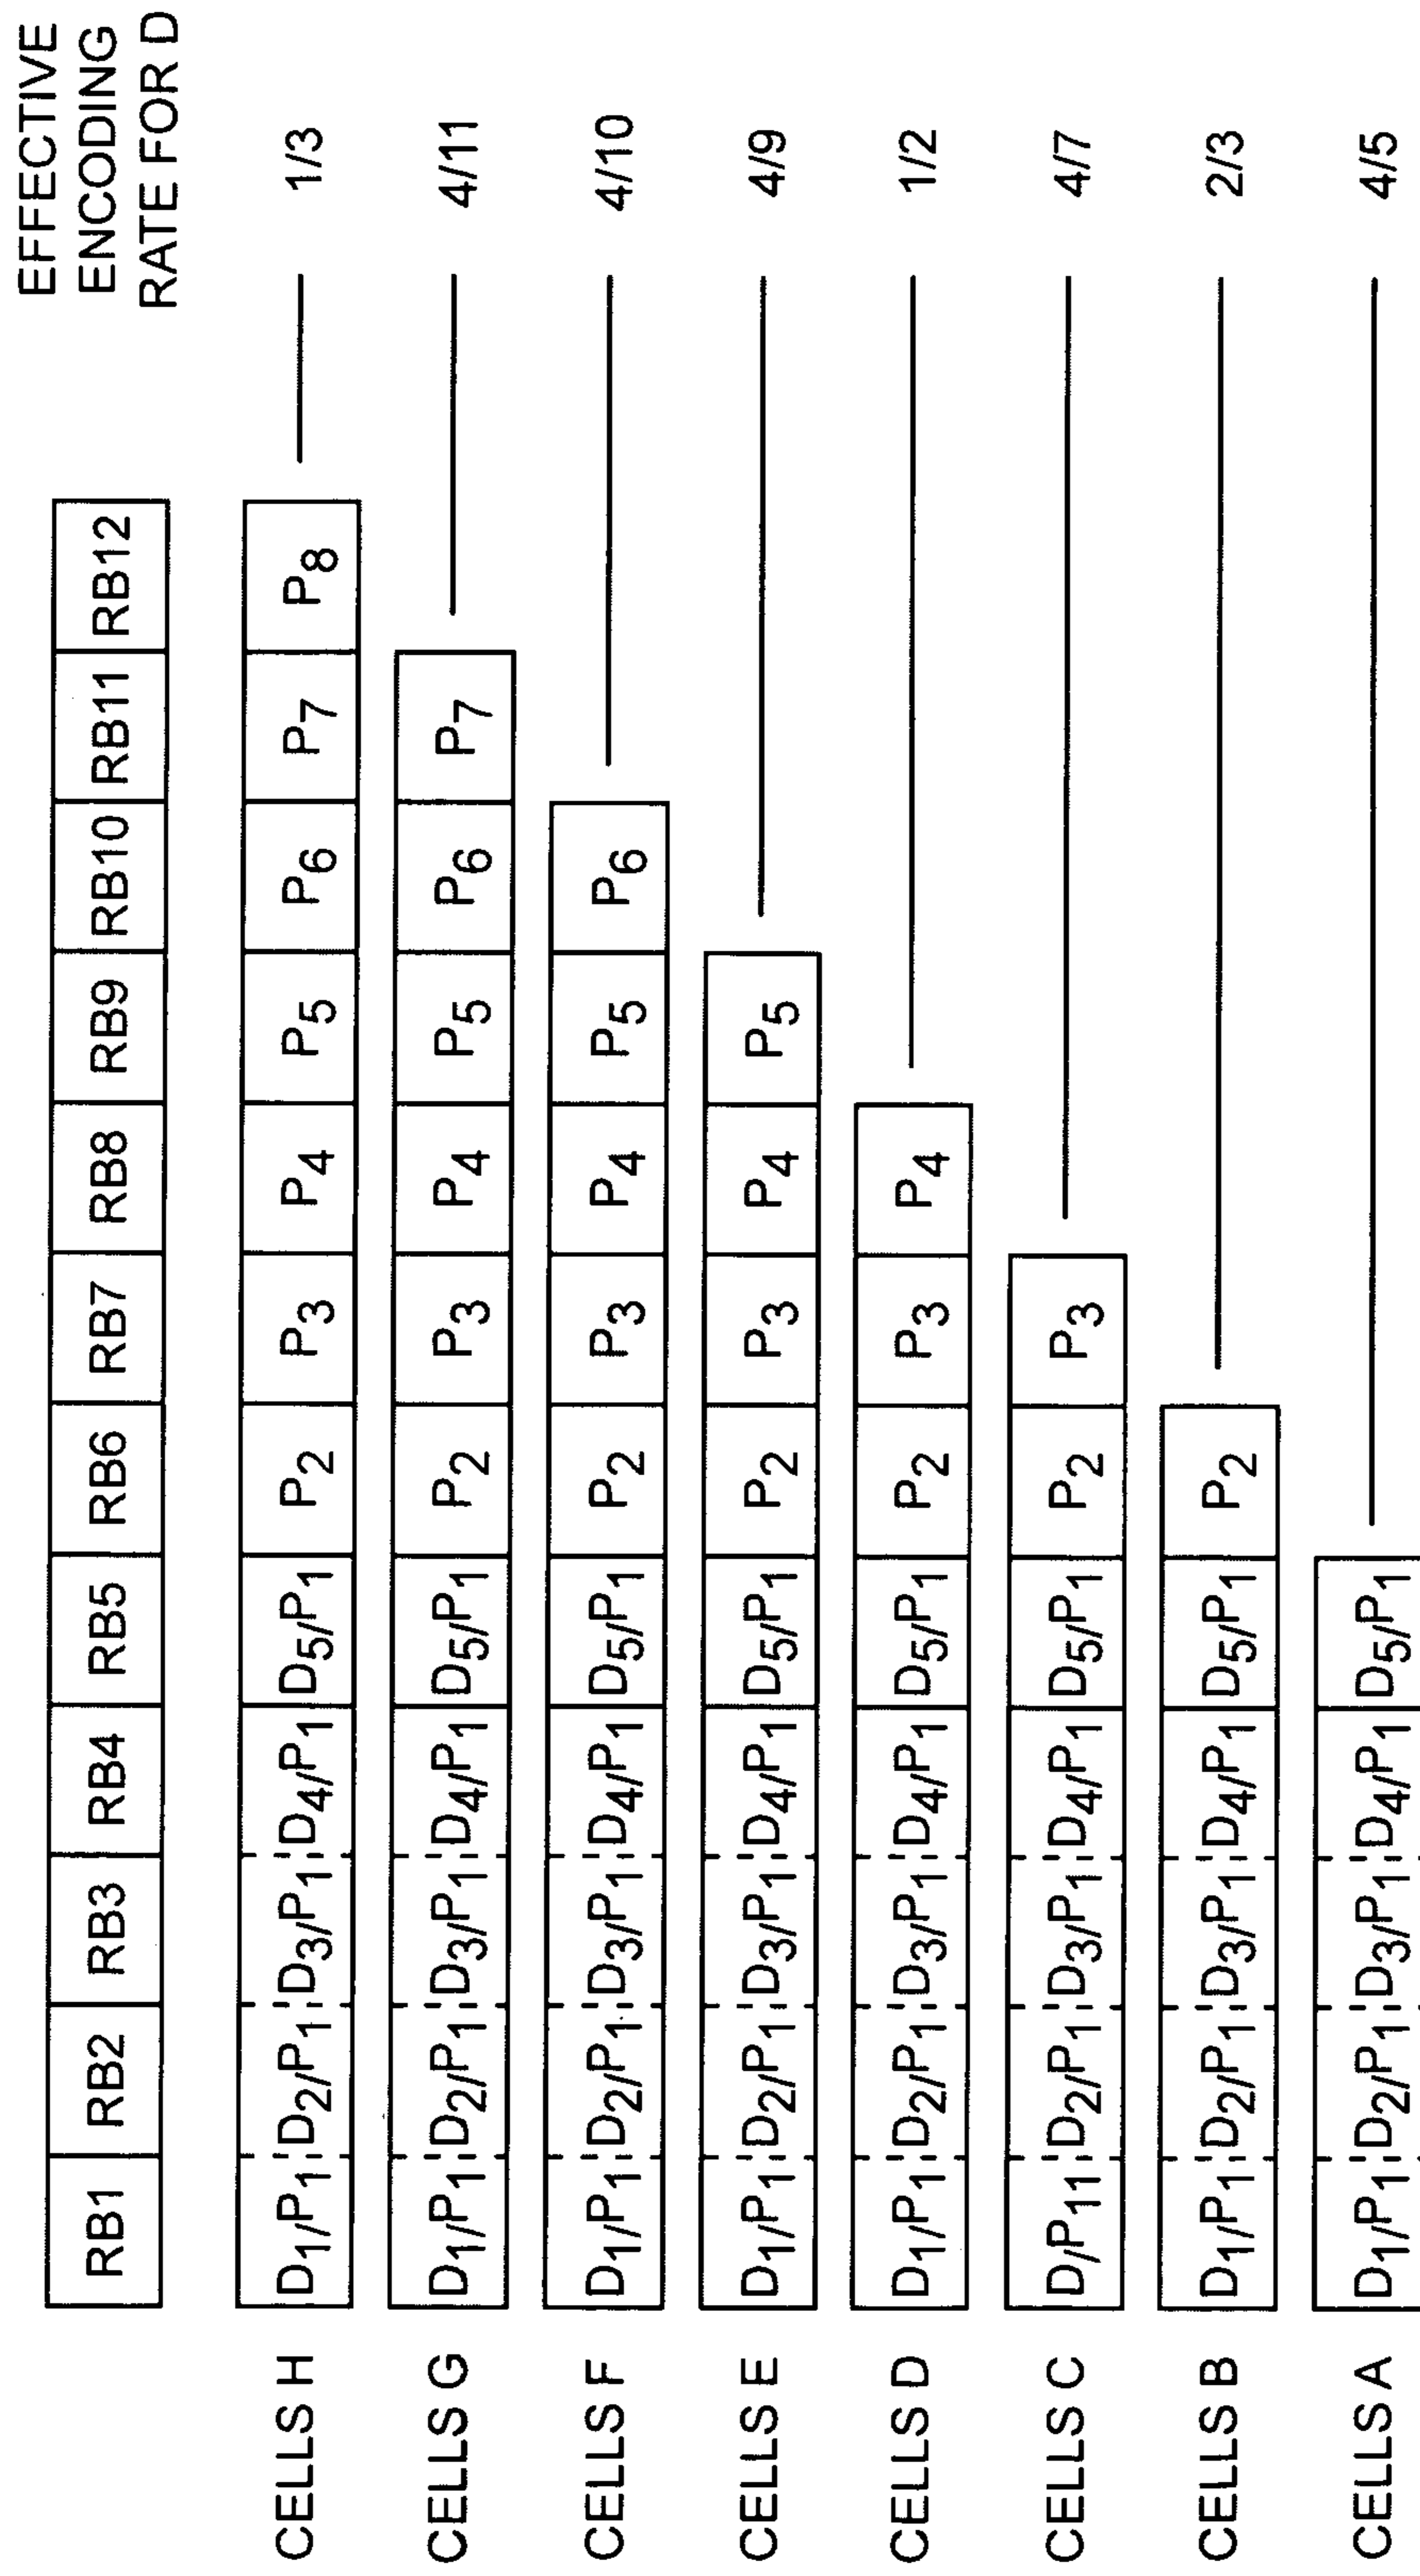 EFFECTIVE
ENCODING
RATE FOR D
RB1 RB2 RB3 RB4 RB5 RB6 RB7 RB8 RB9 RB10 RB11 RB12
CELLS H D1/P1 D2/P1 D3/P1 D4/P1 D5/P1 P2 P3 P4 P5 P6 P7 P8 1/3
CELLS G D1/P1 D2/P1 D3/P1 D4/P1 D5/P1 P2 P3 P4 P5 P6 P7 4/11
CELLS F D1/P1 D2/P1 D3/P1 D4/P1 D5/P1 P2 P3 P4 P5 P6 4/10
CELLS E D1/P1 D2/P1 D3/P1 D4/P1 D5/P1 P2 P3 P4 P5 4/9
CELLS D D1/P1 D2/P1 D3/P1 D4/P1 D5/P1 P2 P3 P4 1/2
CELLS C D/P11 D2/P1 D3/P1 D4/P1 D5/P1 P2 P3 4/7
CELLS B D1/P1 D2/P1 D3/P1 D4/P1 D5/P1 P2 2/3
CELLS A D1/P1 D2/P1 D3/P1 D4/P1 D5/P1 4/5